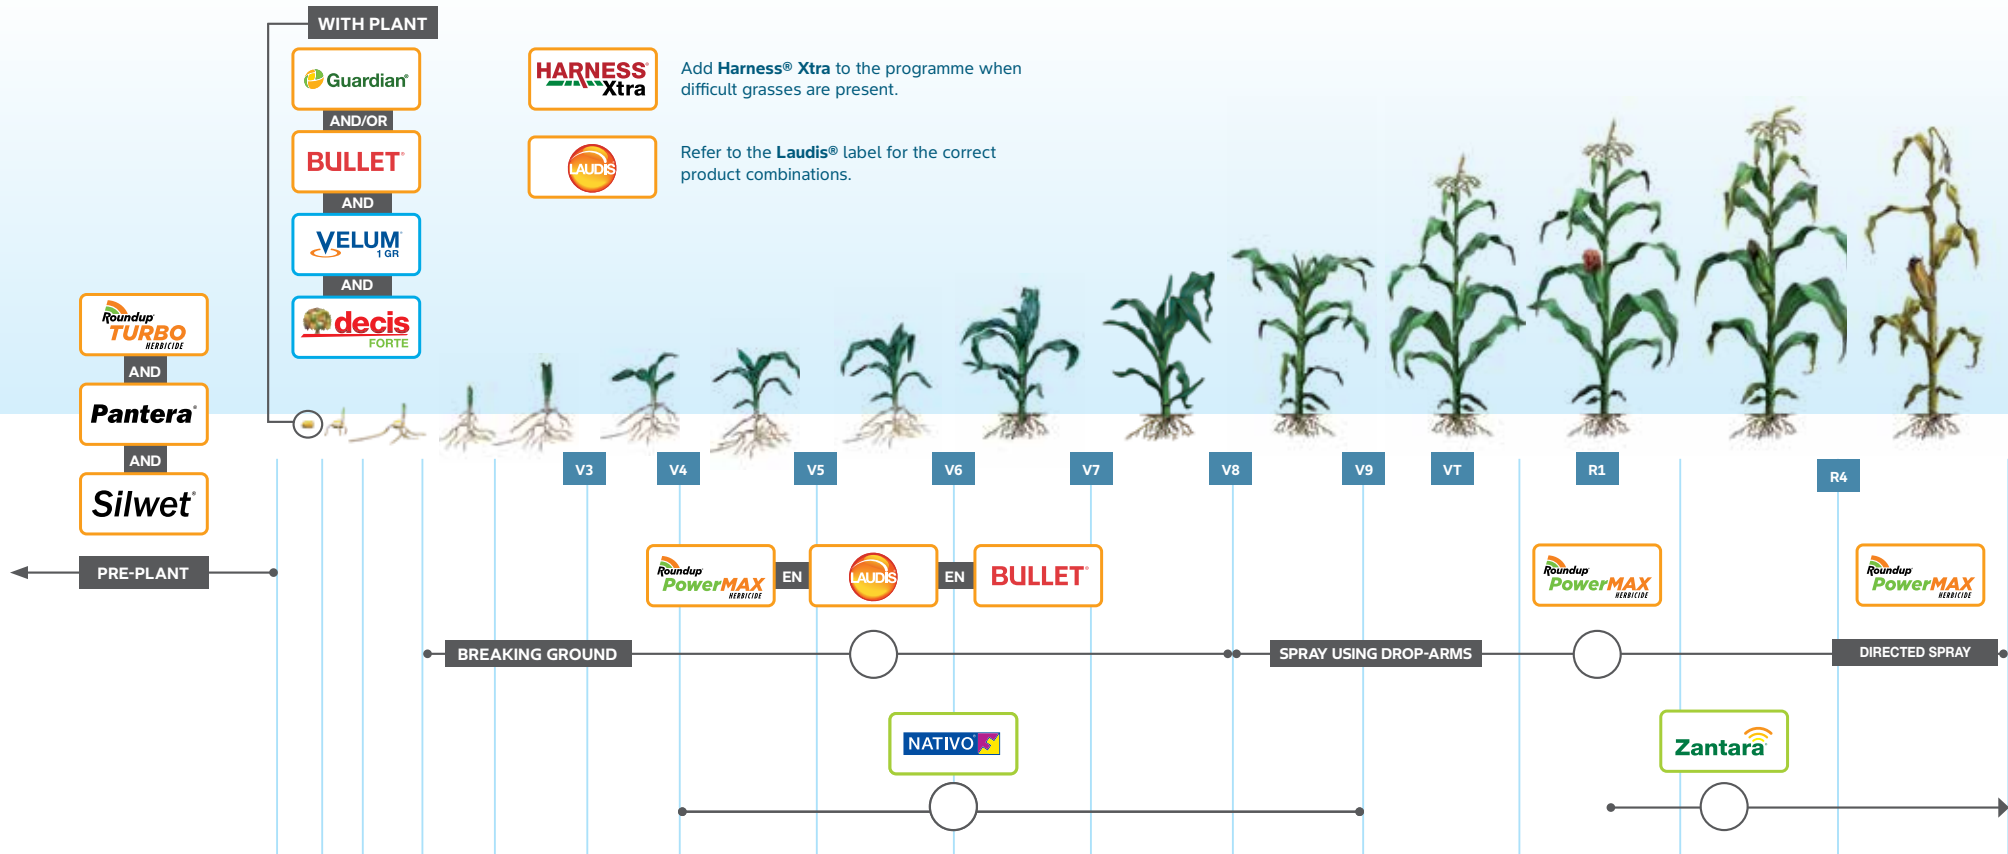 WITH PLANT
Guardian®
AND/OR
BULLET®
AND
VELUM®
1 GR
AND
decis
FORTE
HARNESS®
Xtra
Add Harness® Xtra to the programme when
difficult grasses are present.
LAUDIS
Refer to the Laudis® label for the correct
product combinations.
Roundup®
TURBO
HERBICIDE
AND
Pantera®
AND
Silwet®
PRE-PLANT
V3
V4
V5
V6
V7
V8
V9
VT
R1
R4
Roundup®
PowerMAX
HERBICIDE
EN
LAUDIS
EN
BULLET®
Roundup®
PowerMAX
HERBICIDE
Roundup®
PowerMAX
HERBICIDE
BREAKING GROUND
SPRAY USING DROP-ARMS
DIRECTED SPRAY
NATIVO®
Zantara®